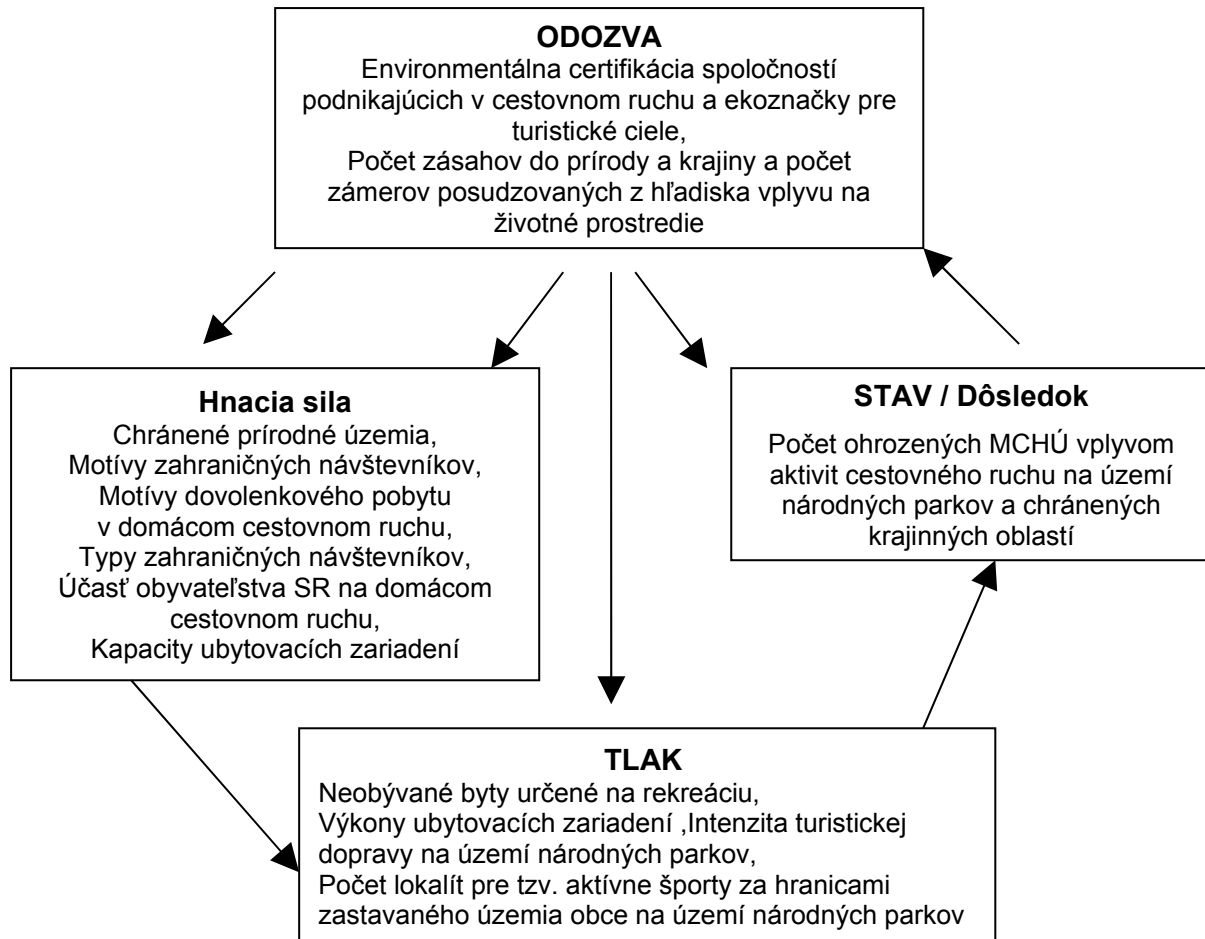 ODOZVA
Environmentálna certifikácia spoločností
podnikajúcich v cestovnom ruchu a ekoznačky pre
turistické ciele,
Počet zásahov do prírody a krajiny a počet
zámerov posudzovaných z hľadiska vplyvu na
životné prostredie
Hnacia sila
Chránené prírodné územia,
Motívy zahraničných návštevníkov,
Motívy dovolenkového pobytu
v domácom cestovnom ruchu,
Typy zahraničných návštevníkov,
Účasť obyvateľstva SR na domácom
cestovnom ruchu,
Kapacity ubytovacích zariadení
STAV / Dôsledok
Počet ohrozených MCHÚ vplyvom
aktivit cestovného ruchu na území
národných parkov a chránených
krajinných oblastí
TLAK
Neobývané byty určené na rekreáciu,
Výkony ubytovacích zariadení ,Intenzita turistickej
dopravy na území národných parkov,
Počet lokalít pre tzv. aktívne športy za hranicami
zastavaného územia obce na území národných parkov